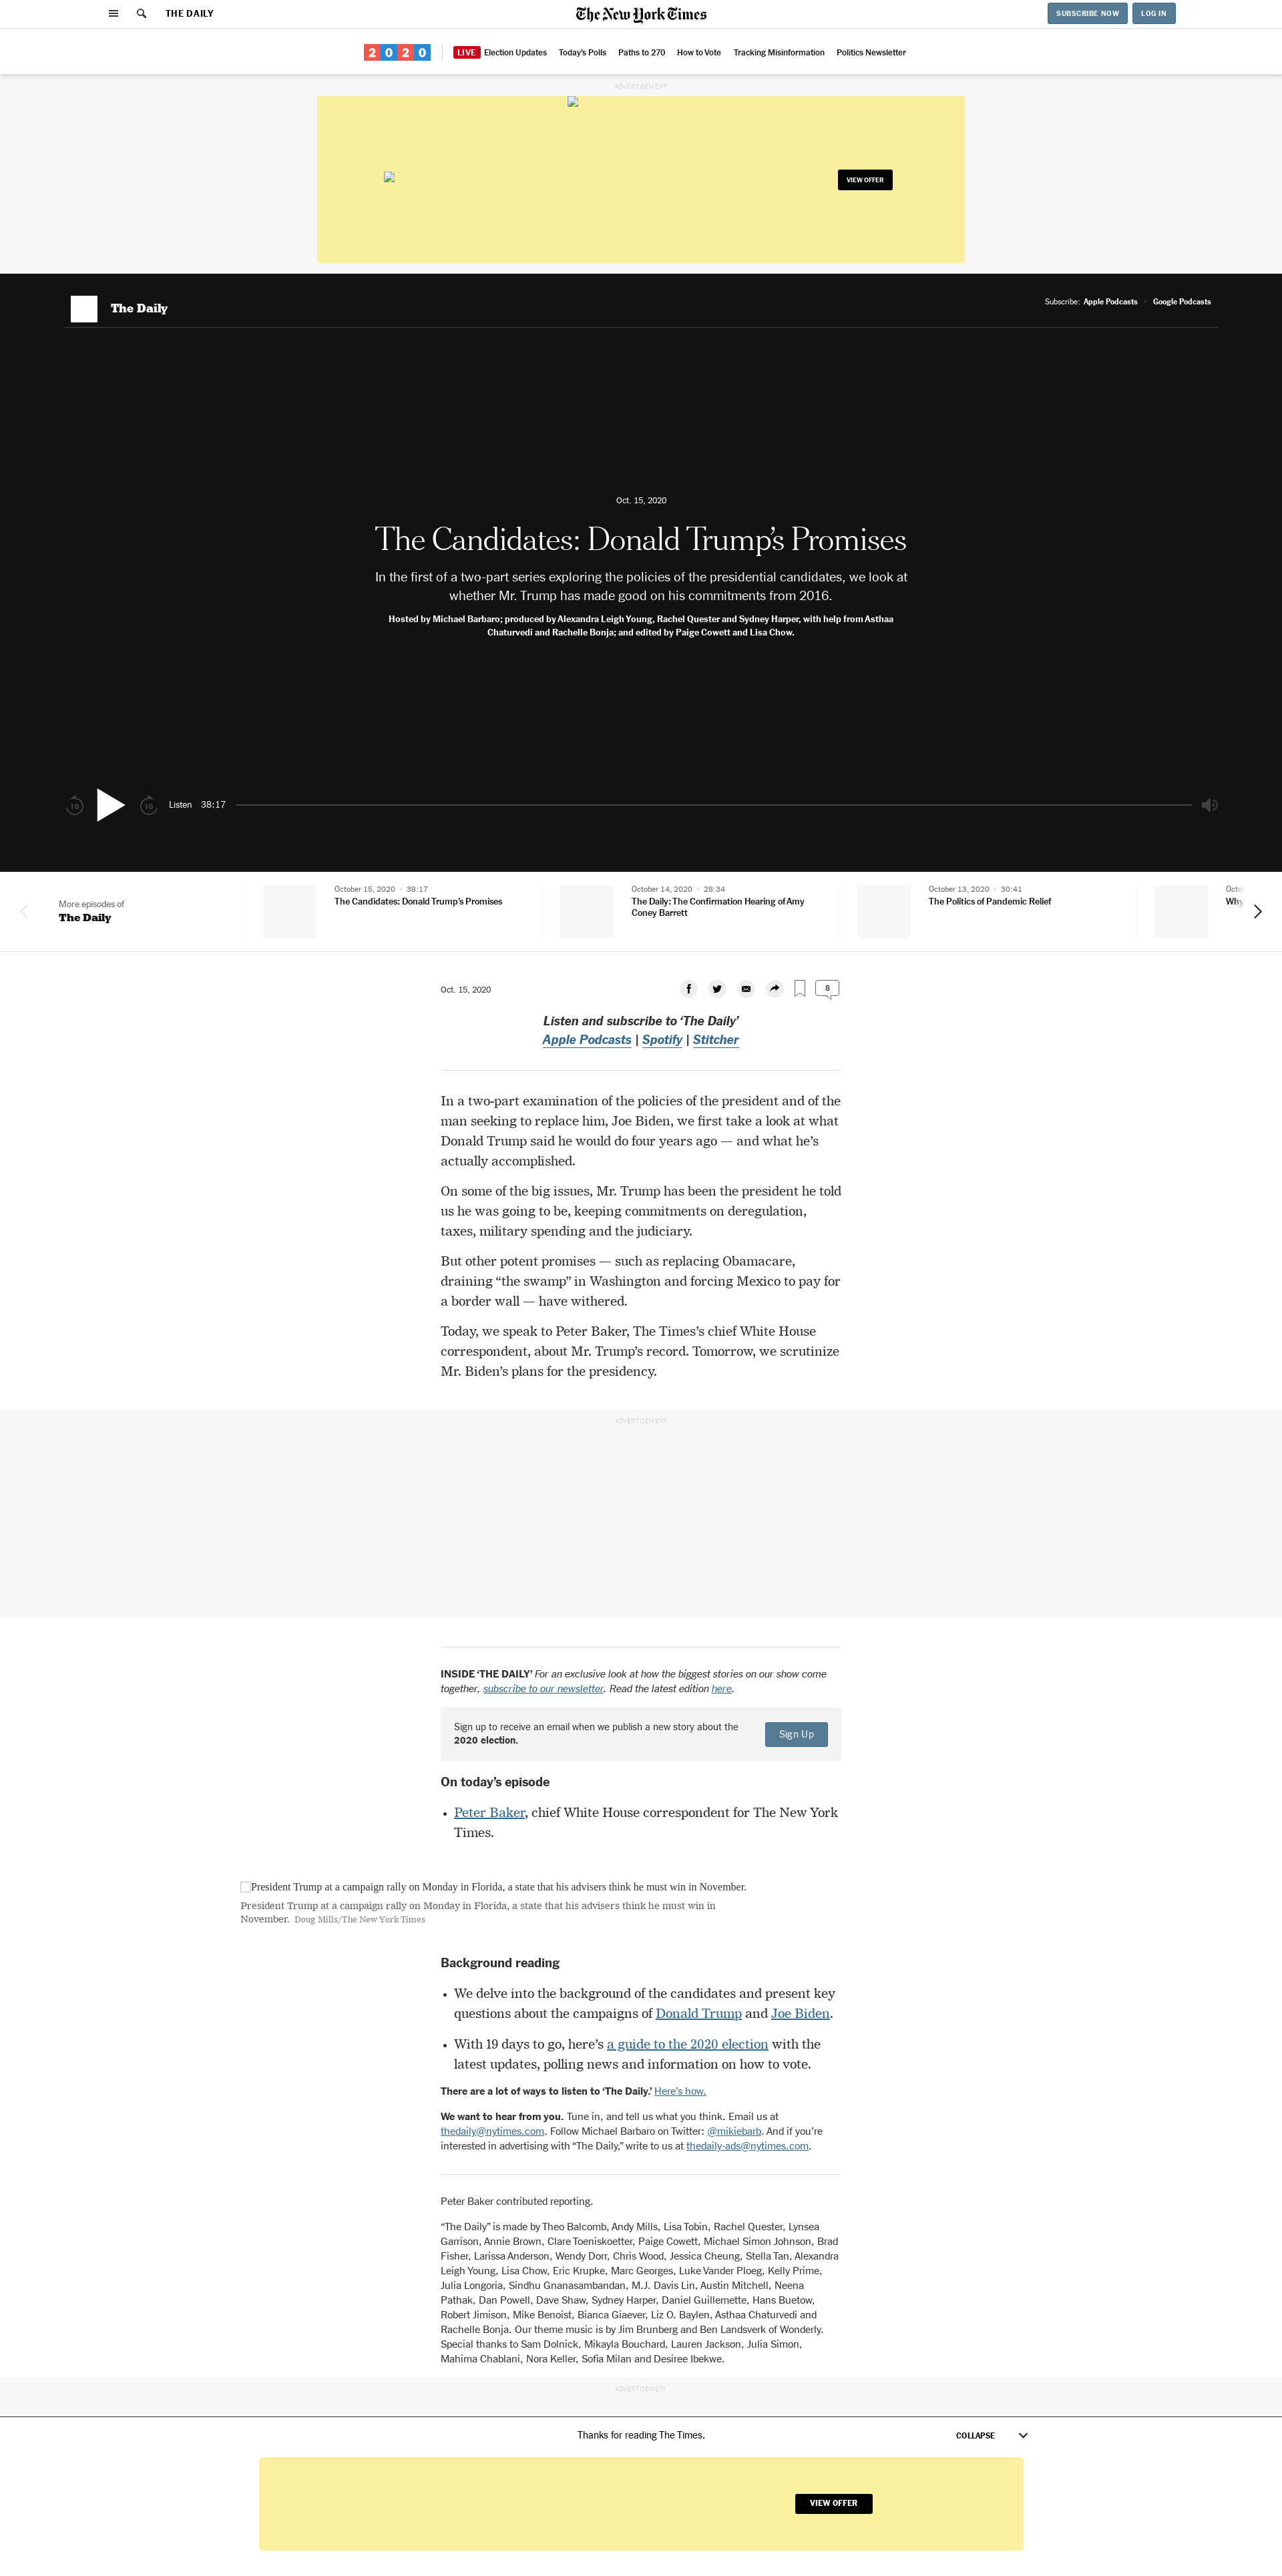 THE DAILY
The New York Times
SUBSCRIBE NOW
LOG IN
2020
LIVE Election Updates
Today's Polls
Paths to 270
How to Vote
Tracking Misinformation
Politics Newsletter
ADVERTISEMENT
VIEW OFFER
The Daily
Subscribe: Apple Podcasts • Google Podcasts
Oct. 15, 2020
The Candidates: Donald Trump’s Promises
In the first of a two-part series exploring the policies of the presidential candidates, we look at
whether Mr. Trump has made good on his commitments from 2016.
Hosted by Michael Barbaro; produced by Alexandra Leigh Young, Rachel Quester and Sydney Harper, with help from Asthaa
Chaturvedi and Rachelle Bonja; and edited by Paige Cowett and Lisa Chow.
10
10
Listen 38:17
More episodes of
The Daily
October 15, 2020 • 38:17
The Candidates: Donald Trump’s Promises
October 14, 2020 • 28:34
The Daily: The Confirmation Hearing of Amy
Coney Barrett
October 13, 2020 • 30:41
The Politics of Pandemic Relief
Why
Oct. 15, 2020
8
Listen and subscribe to ‘The Daily’
Apple Podcasts | Spotify | Stitcher
In a two-part examination of the policies of the president and of the
man seeking to replace him, Joe Biden, we first take a look at what
Donald Trump said he would do four years ago — and what he’s
actually accomplished.
On some of the big issues, Mr. Trump has been the president he told
us he was going to be, keeping commitments on deregulation,
taxes, military spending and the judiciary.
But other potent promises — such as replacing Obamacare,
draining “the swamp” in Washington and forcing Mexico to pay for
a border wall — have withered.
Today, we speak to Peter Baker, The Times’s chief White House
correspondent, about Mr. Trump’s record. Tomorrow, we scrutinize
Mr. Biden’s plans for the presidency.
ADVERTISEMENT
INSIDE ‘THE DAILY’ For an exclusive look at how the biggest stories on our show come
together, subscribe to our newsletter. Read the latest edition here.
Sign up to receive an email when we publish a new story about the
2020 election.
Sign Up
On today’s episode
• Peter Baker, chief White House correspondent for The New York
Times.
President Trump at a campaign rally on Monday in Florida, a state that his advisers think he must win in November.
President Trump at a campaign rally on Monday in Florida, a state that his advisers think he must win in
November. Doug Mills/The New York Times
Background reading
• We delve into the background of the candidates and present key
questions about the campaigns of Donald Trump and Joe Biden.
• With 19 days to go, here’s a guide to the 2020 election with the
latest updates, polling news and information on how to vote.
There are a lot of ways to listen to ‘The Daily.’ Here’s how.
We want to hear from you. Tune in, and tell us what you think. Email us at
thedaily@nytimes.com. Follow Michael Barbaro on Twitter: @mikiebarb. And if you’re
interested in advertising with “The Daily,” write to us at thedaily-ads@nytimes.com.
Peter Baker contributed reporting.
“The Daily” is made by Theo Balcomb, Andy Mills, Lisa Tobin, Rachel Quester, Lynsea
Garrison, Annie Brown, Clare Toeniskoetter, Paige Cowett, Michael Simon Johnson, Brad
Fisher, Larissa Anderson, Wendy Dorr, Chris Wood, Jessica Cheung, Stella Tan, Alexandra
Leigh Young, Lisa Chow, Eric Krupke, Marc Georges, Luke Vander Ploeg, Kelly Prime,
Julia Longoria, Sindhu Gnanasambandan, M.J. Davis Lin, Austin Mitchell, Neena
Pathak, Dan Powell, Dave Shaw, Sydney Harper, Daniel Guillemette, Hans Buetow,
Robert Jimison, Mike Benoist, Bianca Giaever, Liz O. Baylen, Asthaa Chaturvedi and
Rachelle Bonja. Our theme music is by Jim Brunberg and Ben Landsverk of Wonderly.
Special thanks to Sam Dolnick, Mikayla Bouchard, Lauren Jackson, Julia Simon,
Mahima Chablani, Nora Keller, Sofia Milan and Desiree Ibekwe.
ADVERTISEMENT
Thanks for reading The Times.
COLLAPSE
VIEW OFFER